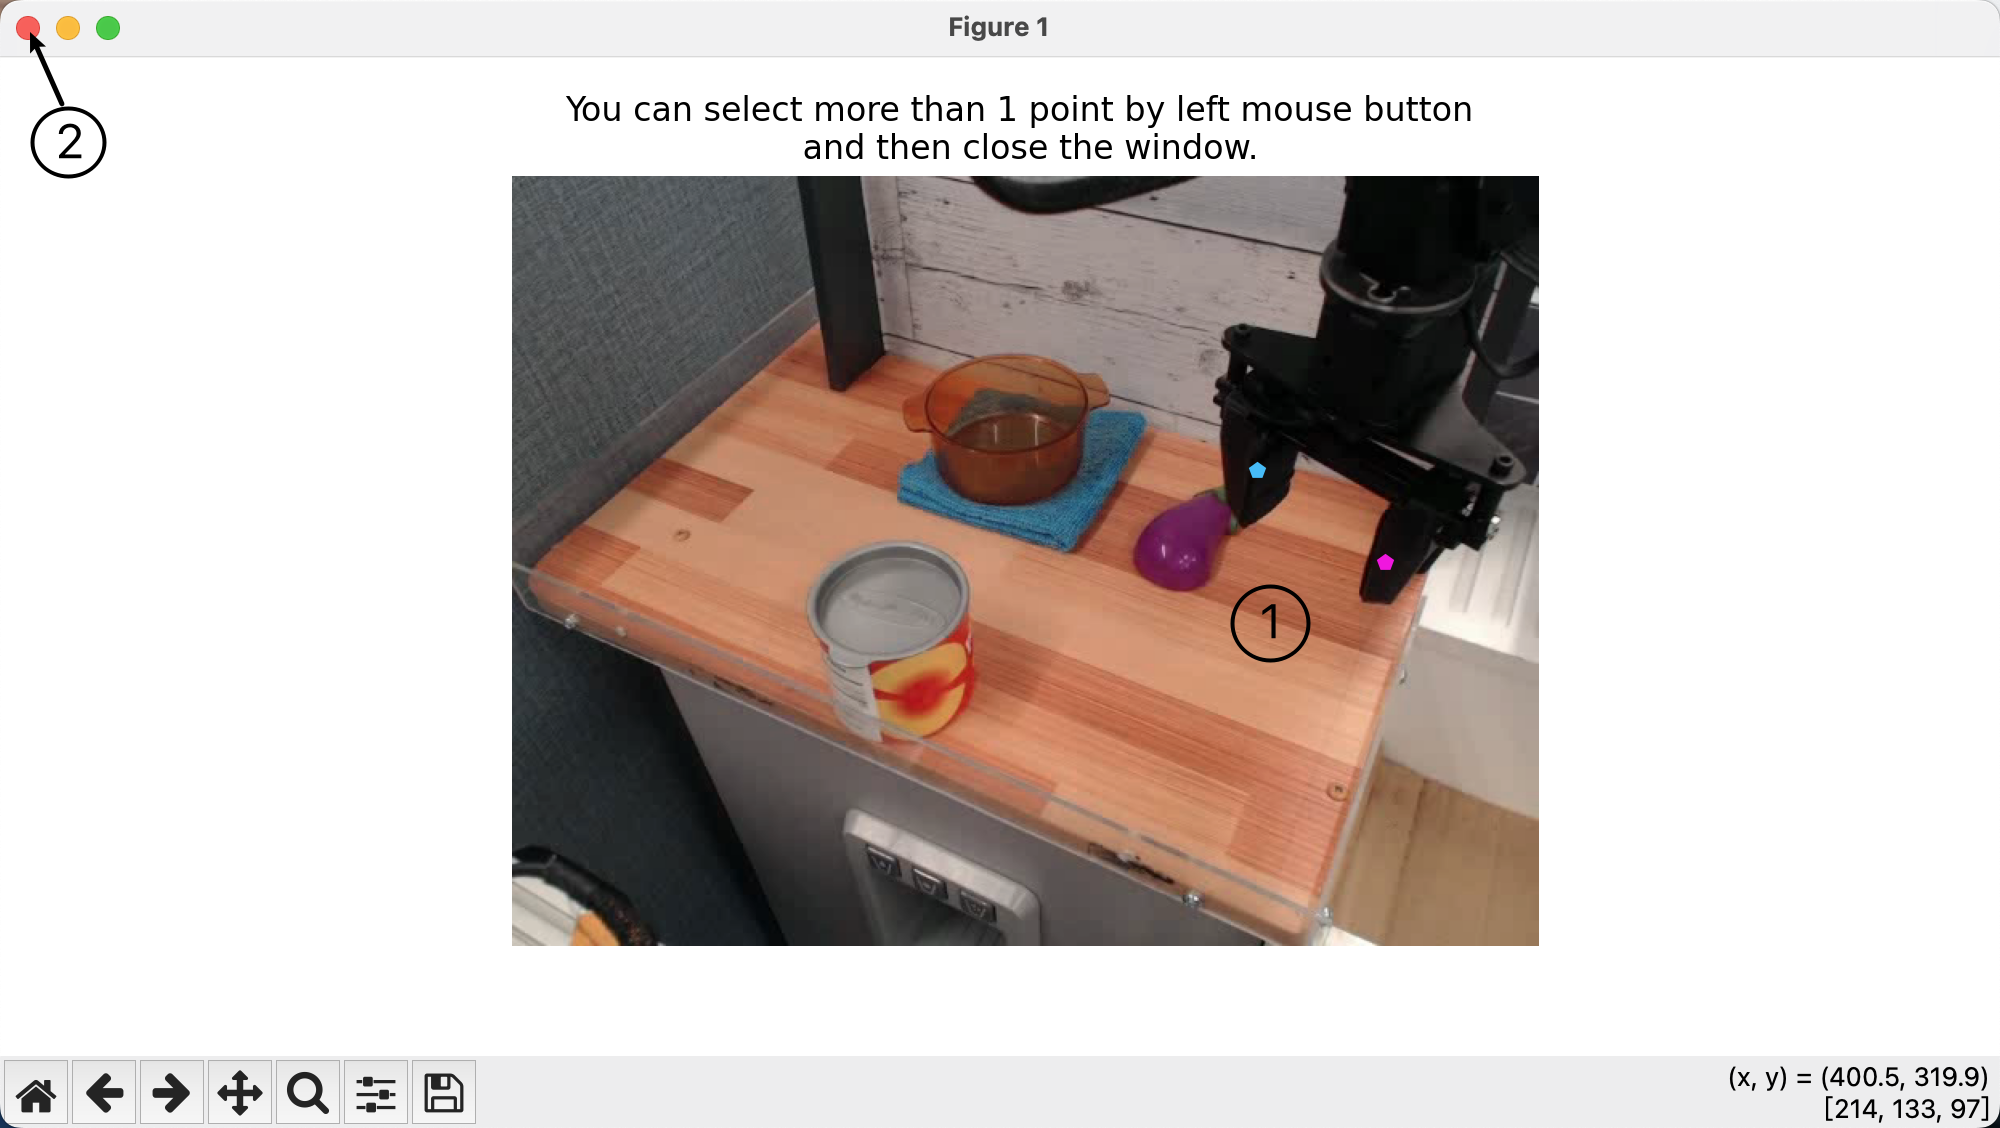 Figure 1
2
You can select more than 1 point by left mouse button
and then close the window.
1
(x, y) = (400.5, 319.9)
[214, 133, 97]